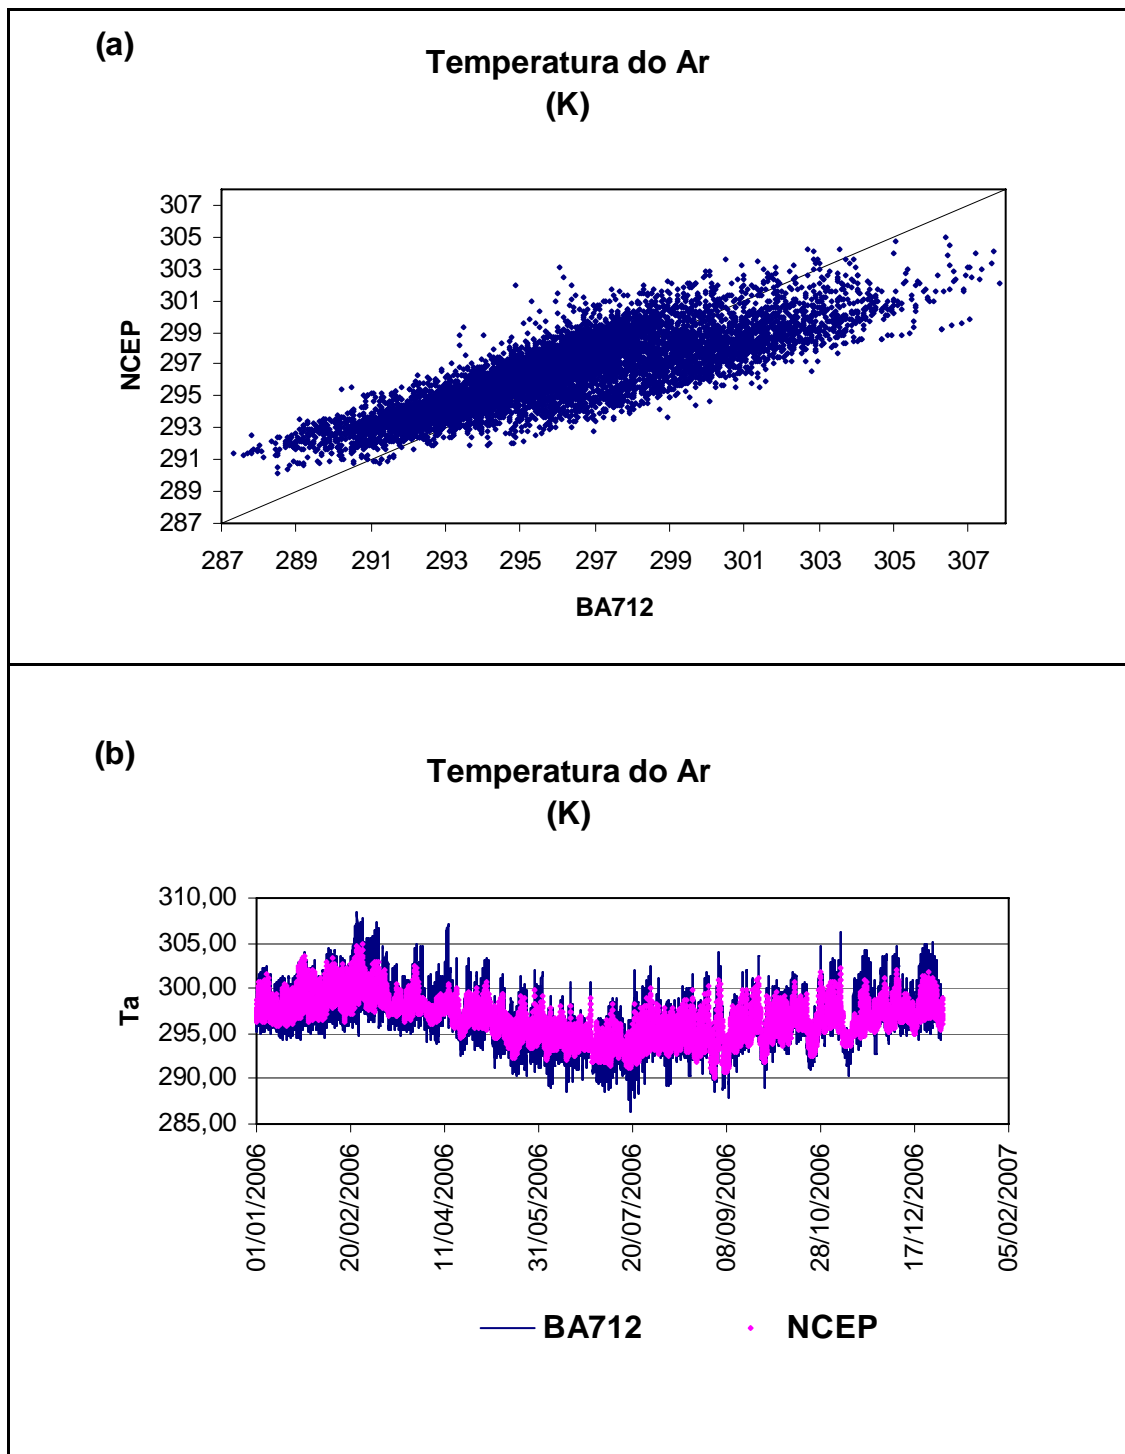 (a)
Temperatura do Ar
(K)
307
305
303
301
299
297
295
293
291
289
287
NCEP
287 289 291 293 295 297 299 301 303 305 307
BA712
(b)
Temperatura do Ar
(K)
310,00
305,00
300,00
295,00
290,00
285,00
Ta
01/01/2006
20/02/2006
11/04/2006
31/05/2006
20/07/2006
08/09/2006
28/10/2006
17/12/2006
05/02/2007
BA712 NCEP